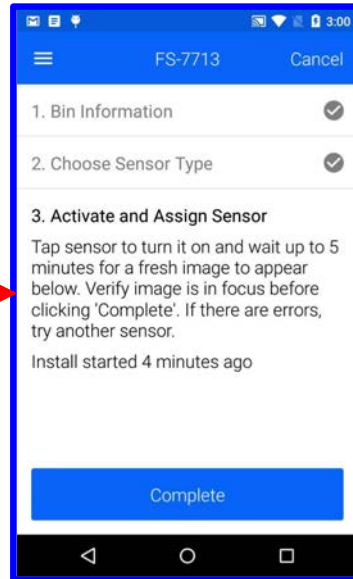 3:00
FS-7713
Cancel
1. Bin Information
2. Choose Sensor Type
3. Activate and Assign Sensor
Tap sensor to turn it on and wait up to 5
minutes for a fresh image to appear
below. Verify image is in focus before
clicking 'Complete'. If there are errors,
try another sensor.
Install started 4 minutes ago
Complete